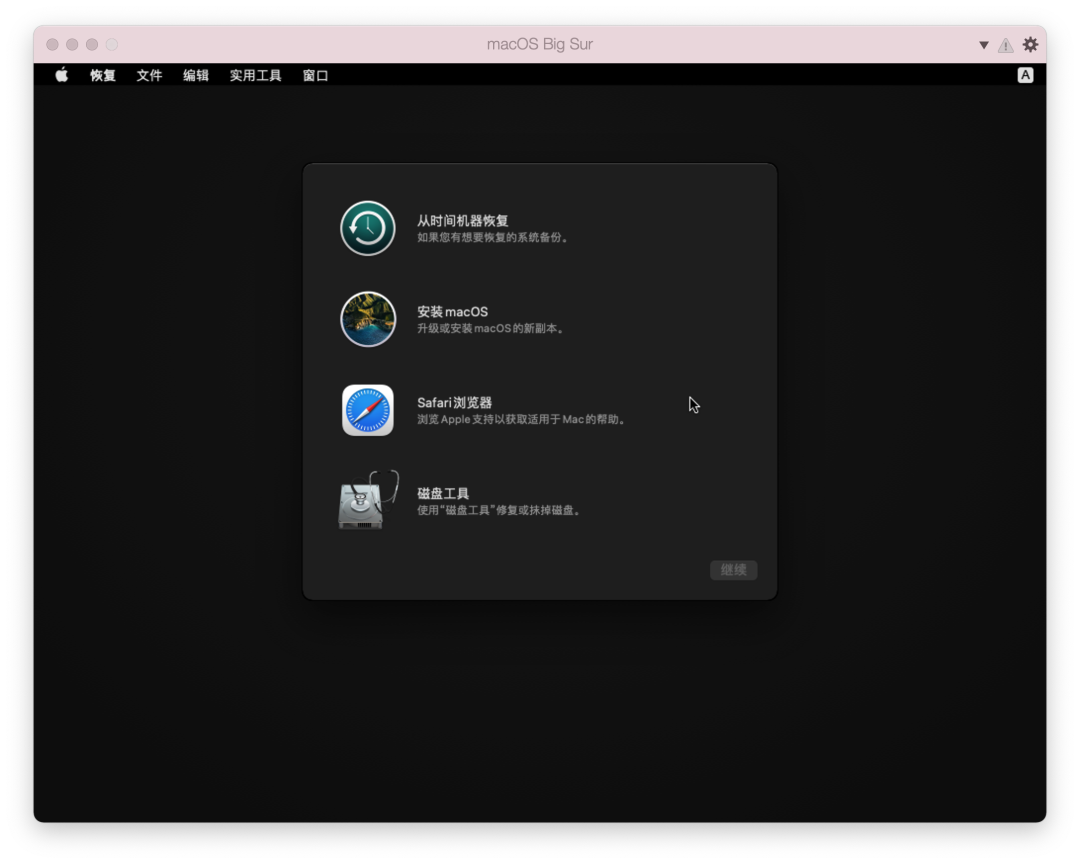 macOS Big Sur
恢复 文件 编辑 实用工具 窗口 A
从时间机器恢复
如果您有想要恢复的系统备份。
安装 macOS
升级或安装 macOS 的新副本。
Safari浏览器
浏览 Apple 支持以获取适用于 Mac 的帮助。
磁盘工具
使用“磁盘工具”修复或抹掉磁盘。
继续